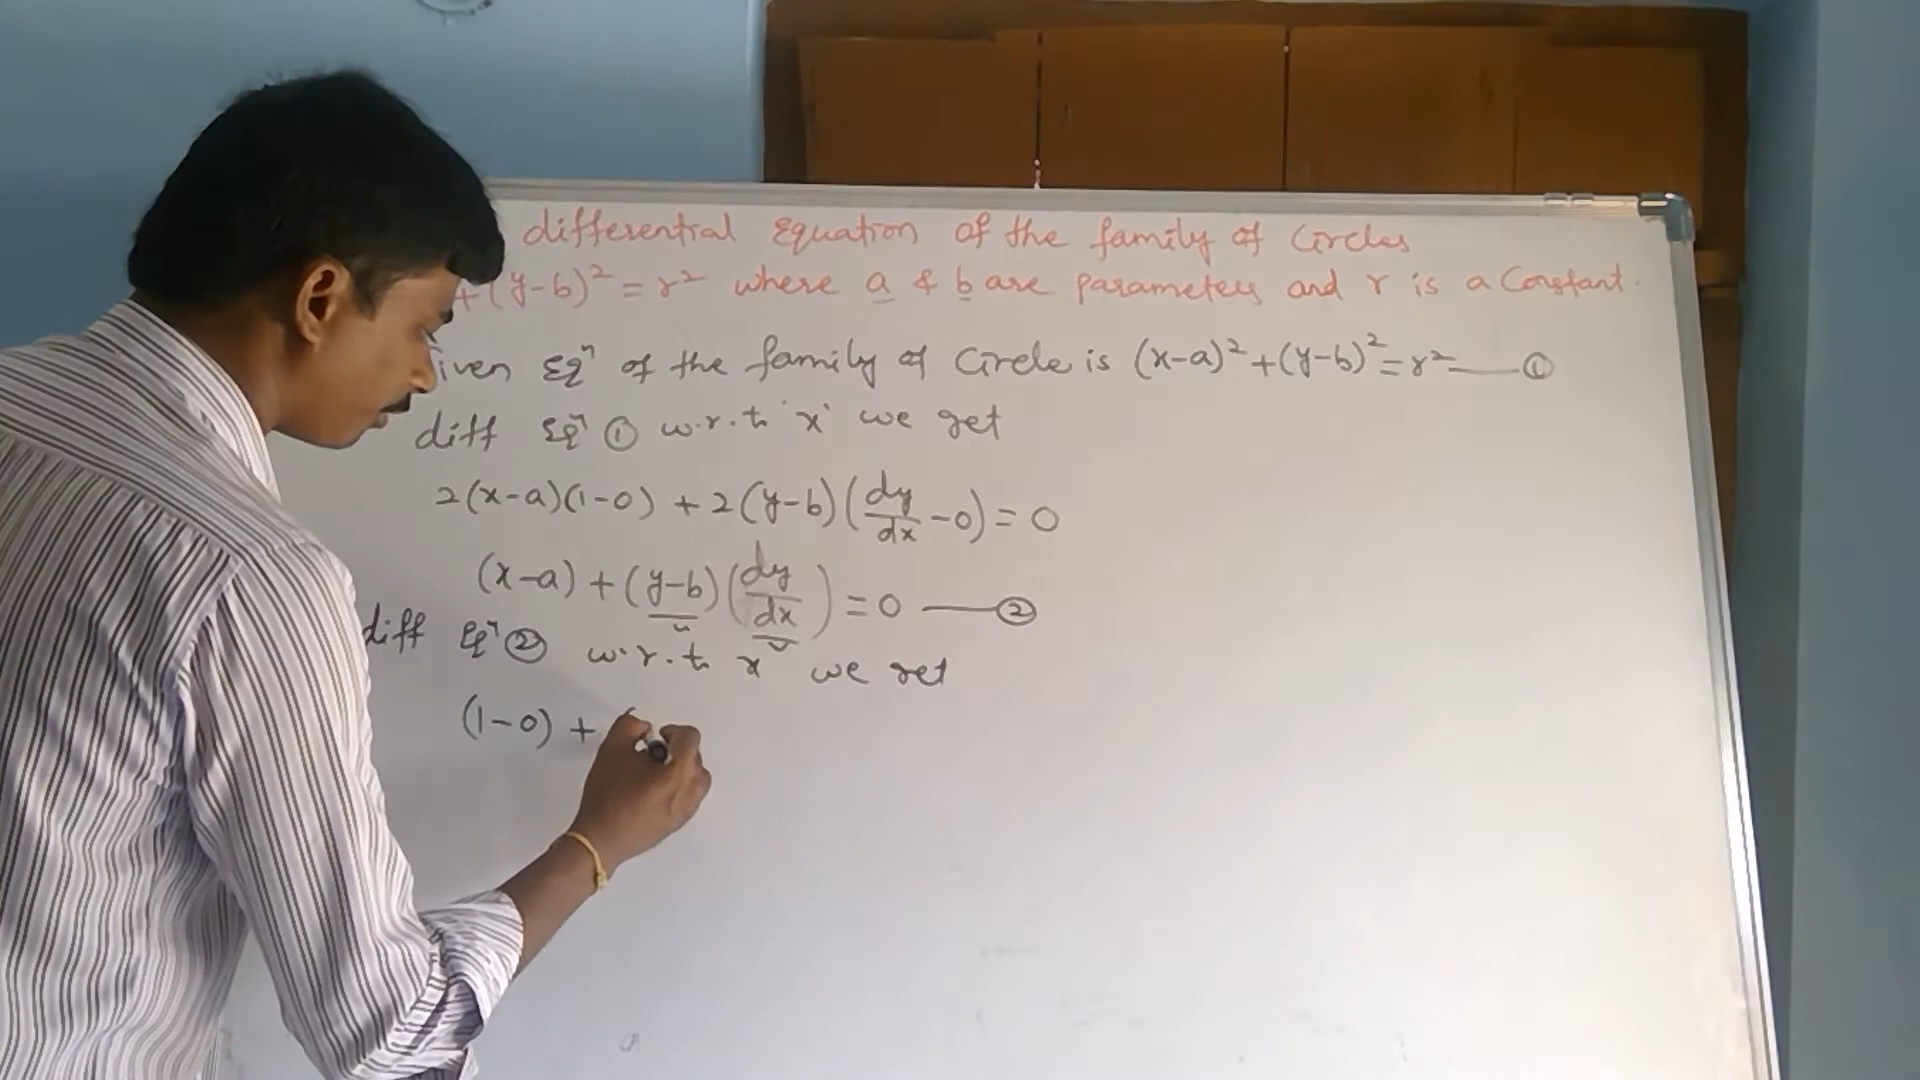 differential Equation of the family of Circles
+(y-b)² = r² where a & b are parameters and r is a Constant.
iven Eqⁿ of the family of Circle is (x-a)² + (y-b)² = r² — ①
diff Eqⁿ ① w.r.to 'x' we get
2(x-a)(1-0) + 2(y-b)(dy/dx - 0) = 0
(x-a) + (y-b)(dy/dx) = 0 — ②
diff Eqⁿ ② w.r.to x we get
(1-0) + (